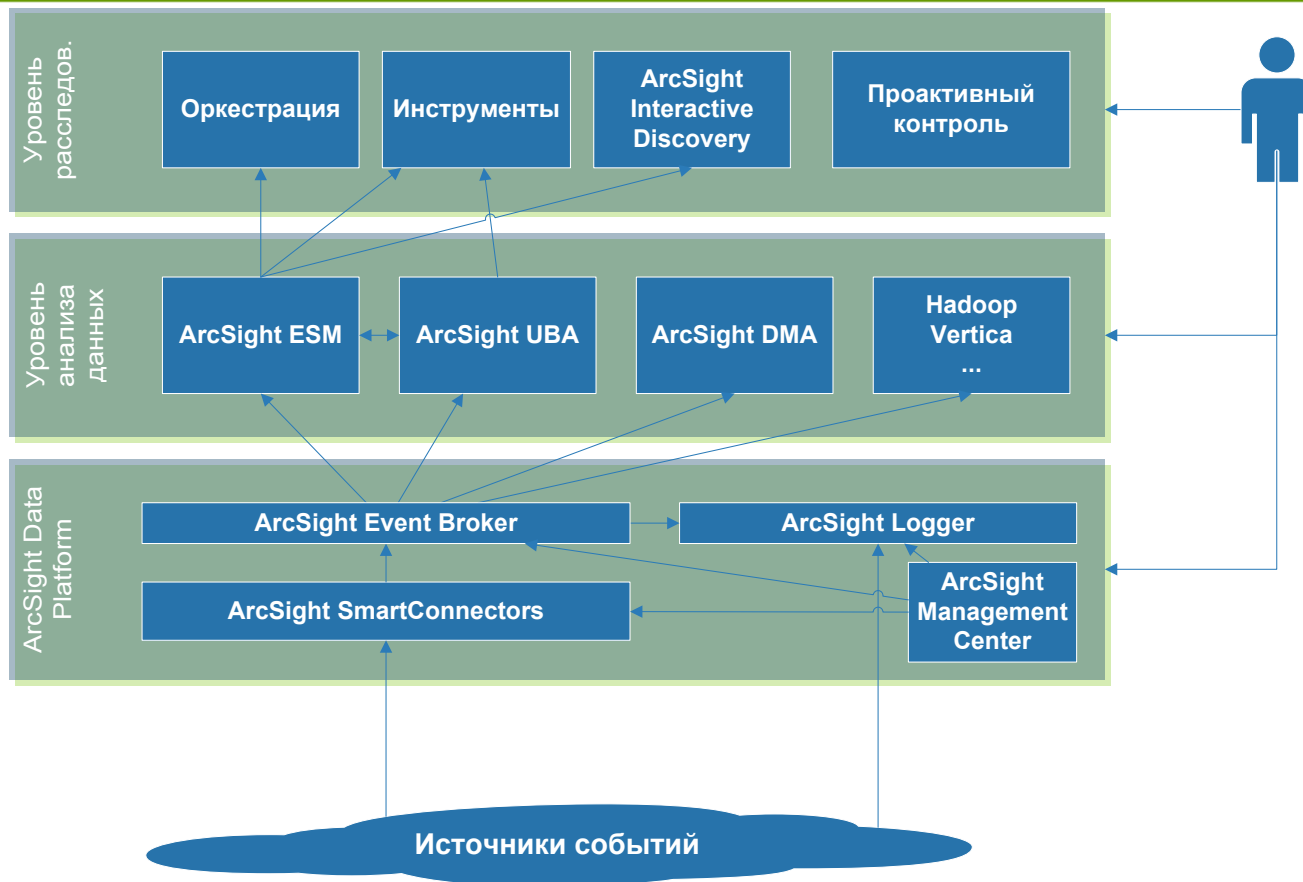 Уровень
расследов.
Оркестрация
Инструменты
ArcSight
Interactive
Discovery
Проактивный
контроль
Уровень
анализа
данных
ArcSight ESM
ArcSight UBA
ArcSight DMA
Hadoop
Vertica
...
ArcSight Data
Platform
ArcSight Event Broker
ArcSight Logger
ArcSight SmartConnectors
ArcSight
Management
Center
Источники событий